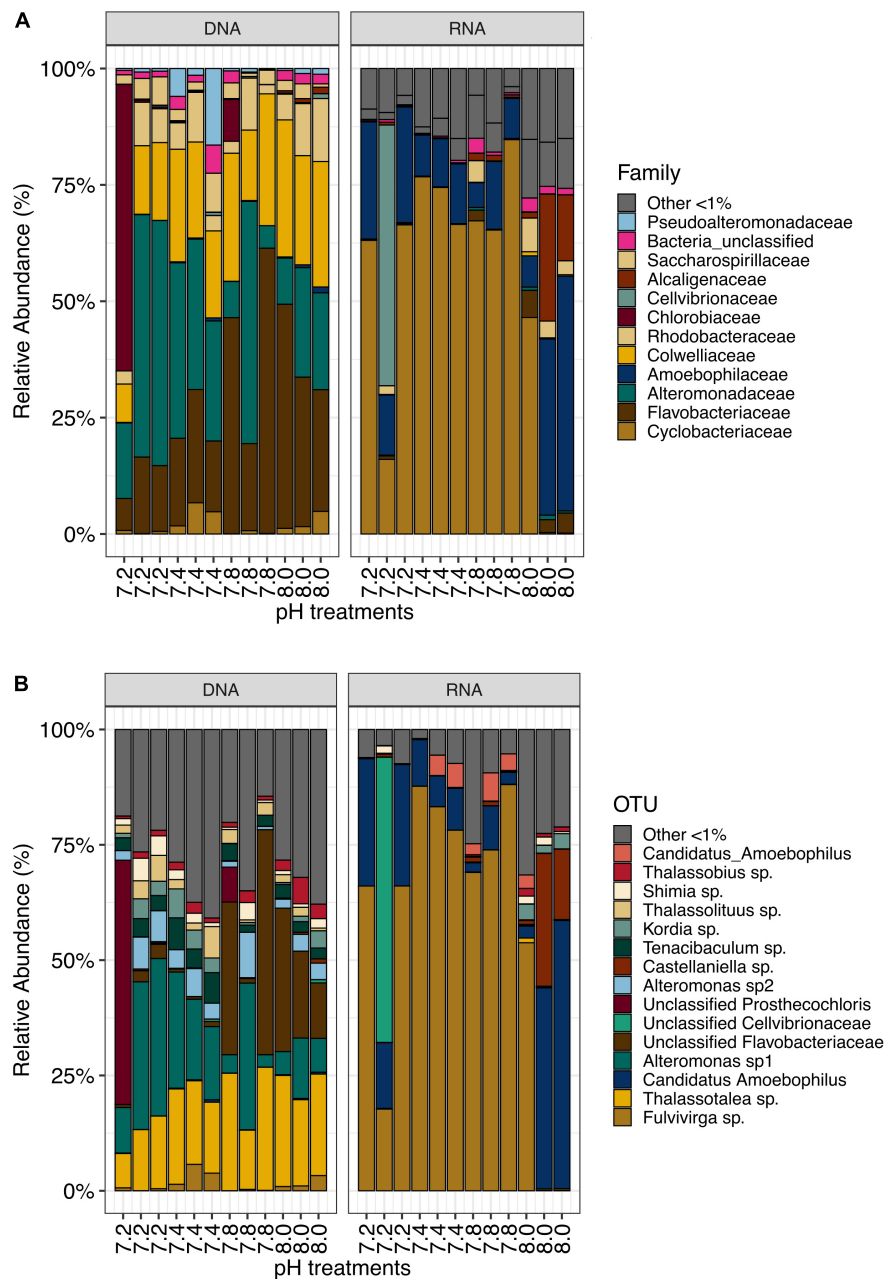 A
DNA
RNA
100%
75%
50%
25%
0%
Relative Abundance (%)
7.2 7.2 7.2 7.4 7.4 7.4 7.8 7.8 7.8 8.0 8.0 8.0
7.2 7.2 7.2 7.4 7.4 7.4 7.8 7.8 7.8 8.0 8.0 8.0
pH treatments
Family
Other <1%
Pseudoalteromonadaceae
Bacteria_unclassified
Saccharospirillaceae
Alcaligenaceae
Cellvibrionaceae
Chlorobiaceae
Rhodobacteraceae
Colwelliaceae
Amoebophilaceae
Alteromonadaceae
Flavobacteriaceae
Cyclobacteriaceae
B
DNA
RNA
100%
75%
50%
25%
0%
Relative Abundance (%)
7.2 7.2 7.2 7.4 7.4 7.4 7.8 7.8 7.8 8.0 8.0 8.0
7.2 7.2 7.2 7.4 7.4 7.4 7.8 7.8 7.8 8.0 8.0 8.0
pH treatments
OTU
Other <1%
Candidatus_Amoebophilus
Thalassobius sp.
Shimia sp.
Thalassolituus sp.
Kordia sp.
Tenacibaculum sp.
Castellaniella sp.
Alteromonas sp2
Unclassified Prosthecochloris
Unclassified Cellvibrionaceae
Unclassified Flavobacteriaceae
Alteromonas sp1
Candidatus Amoebophilus
Thalassotalea sp.
Fulvivirga sp.